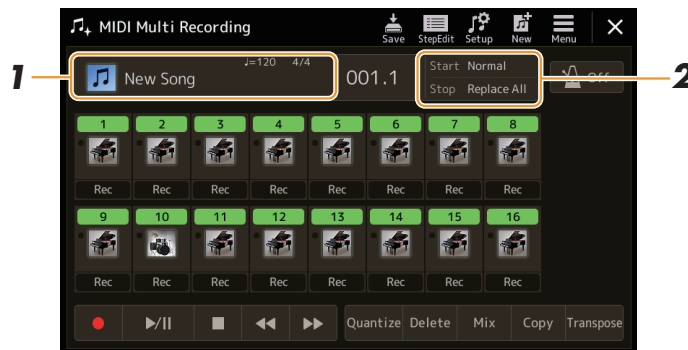 MIDI Multi Recording
Save StepEdit Setup New Menu
1 New Song ♩=120 4/4 001.1 Start Normal Off 2
Stop Replace All
1 2 3 4 5 6 7 8
Rec Rec Rec Rec Rec Rec Rec Rec
9 10 11 12 13 14 15 16
Rec Rec Rec Rec Rec Rec Rec Rec
Quantize Delete Mix Copy Transpose